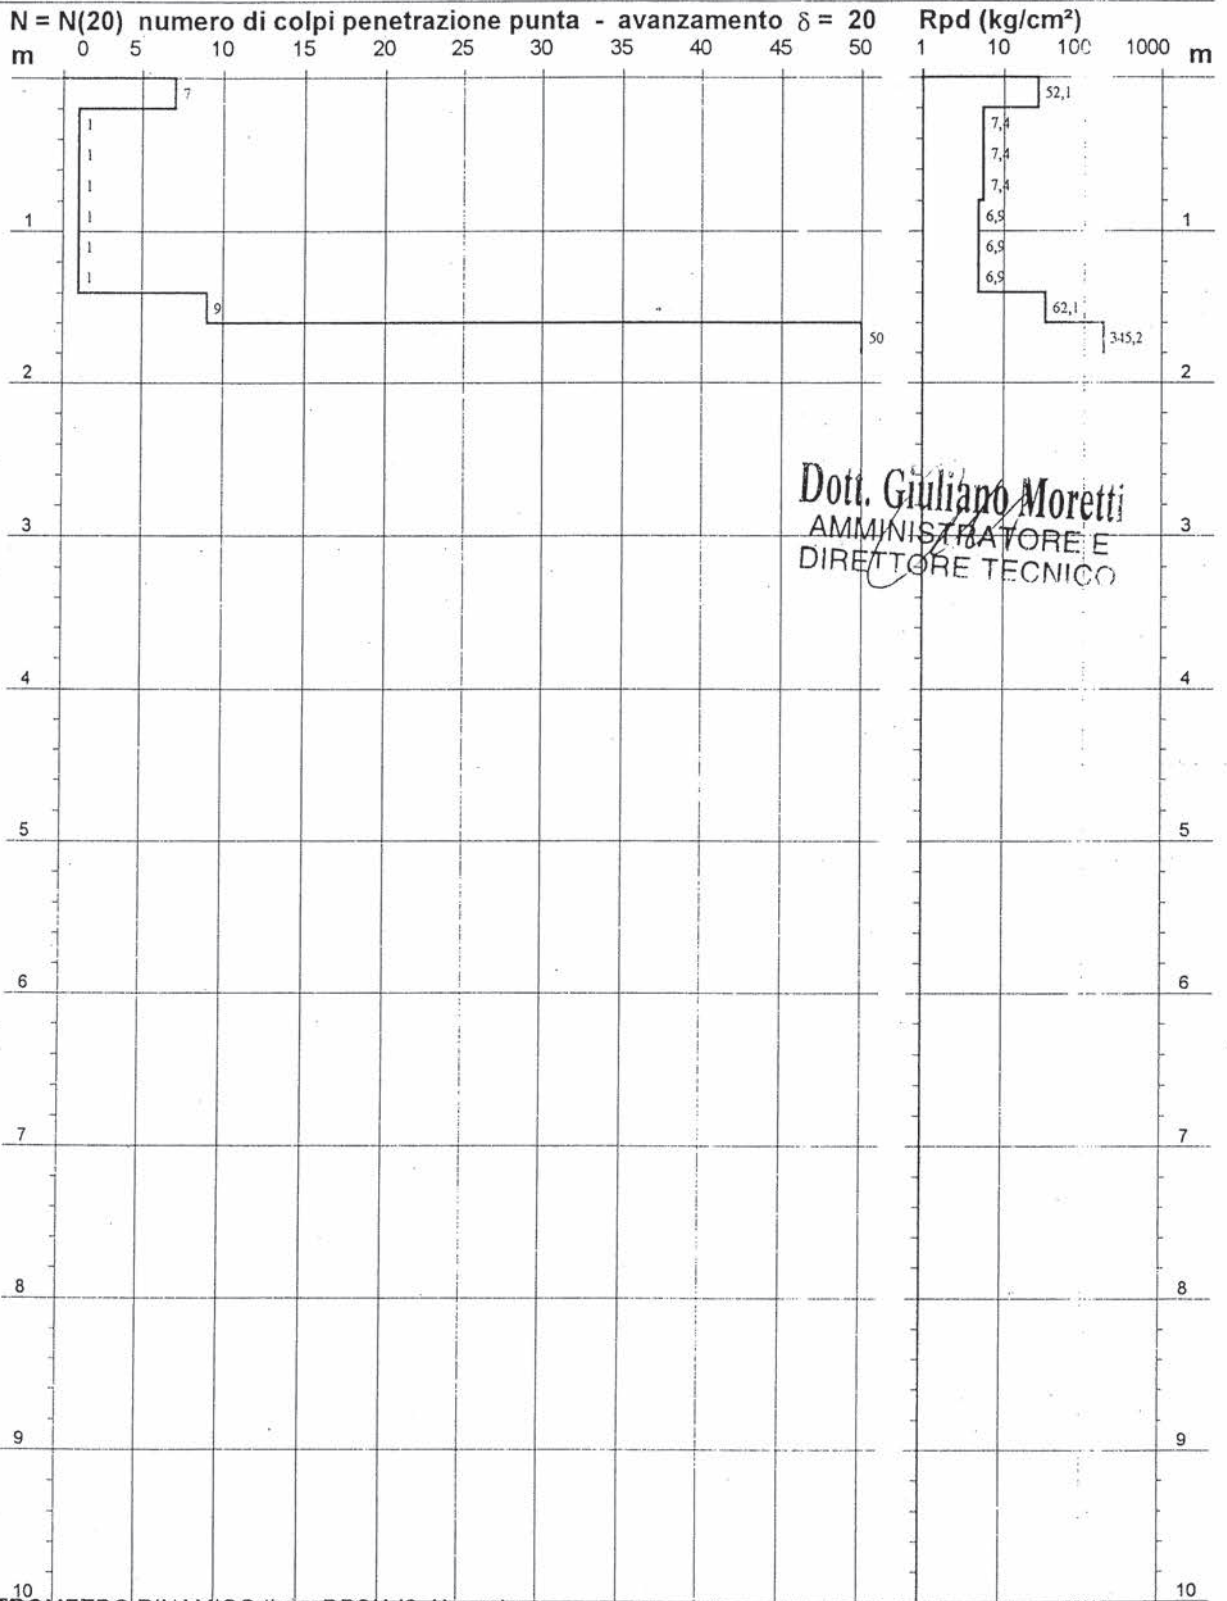 N = N(20) numero di colpi penetrazione punta - avanzamento δ = 20 Rpd (kg/cm²)
m 0 5 10 15 20 25 30 35 40 45 50 1 10 100 1000 m
7 52,1
1 7,4
1 7,4
1 7,4
1 1 6,9 1
1 6,9
1 6,9
9 62,1
50 345,2
2 2
Dott. Giuliano Moretti
3 AMMINISTRATORE E 3
DIRETTORE TECNICO
4 4
5 5
6 6
7 7
8 8
9 9
10 10